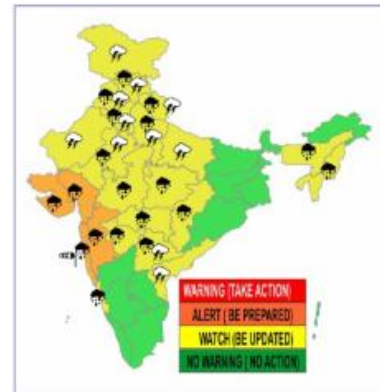 WARNING (TAKE ACTION)
ALERT ( BE PREPARED)
WATCH (BE UPDATED)
NO WARNING ( NO ACTION)